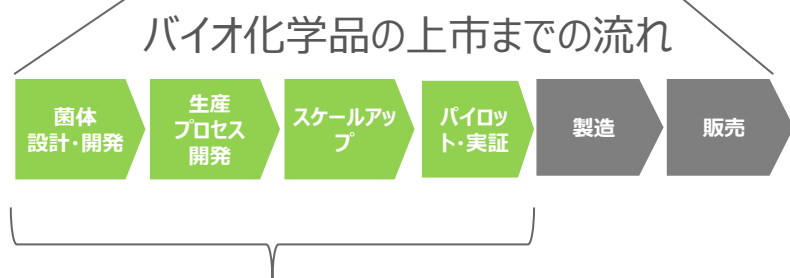 バイオ化学品の上市までの流れ
菌体
設計・開発
生産
プロセス
開発
スケールアッ
プ
パイロッ
ト・実証
製造
販売